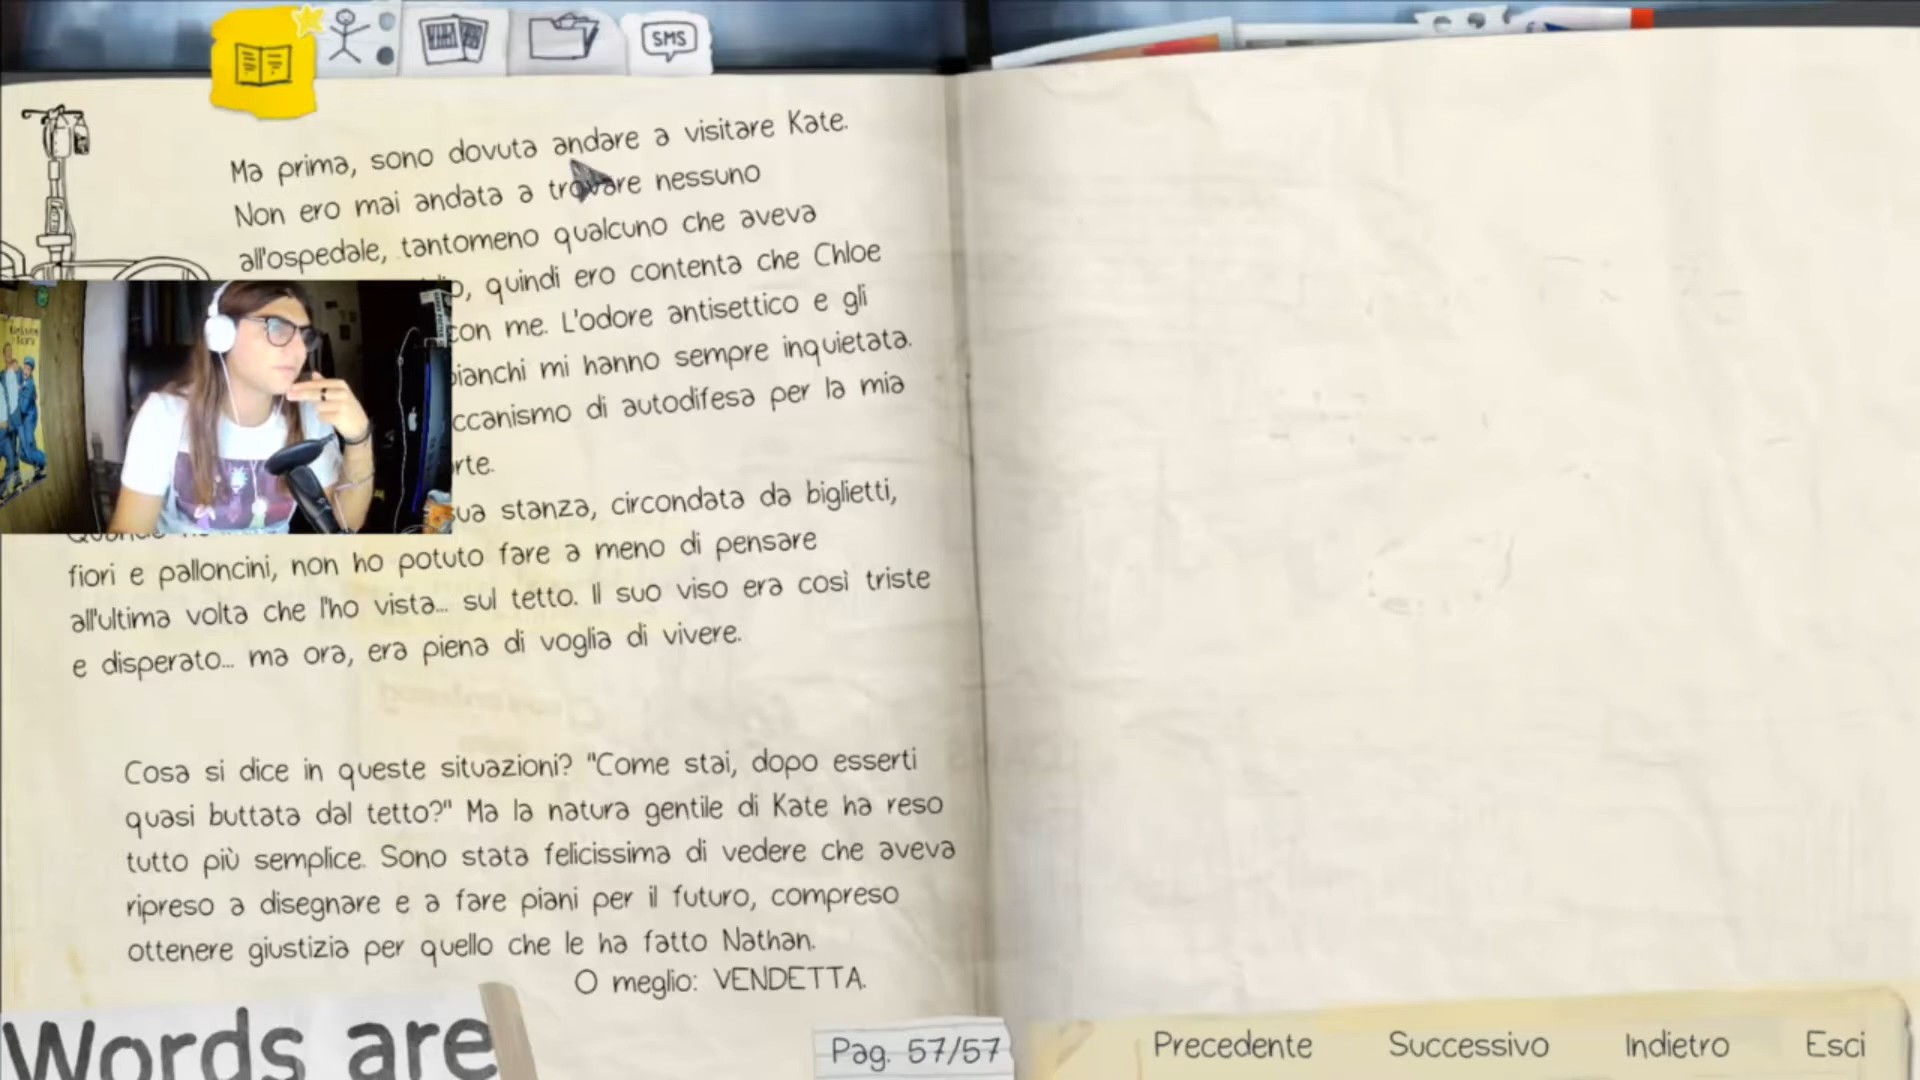 SMS
Ma prima, sono dovuta andare a visitare Kate.
Non ero mai andata a trovare nessuno
all'ospedale, tantomeno qualcuno che aveva
quindi ero contenta che Chloe
con me. L'odore antisettico e gli
bianchi mi hanno sempre inquietata.
di autodifesa per la mia
sua stanza, circondata da biglietti,
fiori e palloncini, non ho potuto fare a meno di pensare
all'ultima volta che l'ho vista... sul tetto. Il suo viso era così triste
e disperato... ma ora, era piena di voglia di vivere.
Cosa si dice in queste situazioni? "Come stai, dopo esserti
quasi buttata dal tetto?" Ma la natura gentile di Kate ha reso
tutto più semplice. Sono stata felicissima di vedere che aveva
ripreso a disegnare e a fare piani per il futuro, compreso
ottenere giustizia per quello che le ha fatto Nathan.
O meglio: VENDETTA.
Words are
Pag. 57/57
Precedente Successivo Indietro Esci